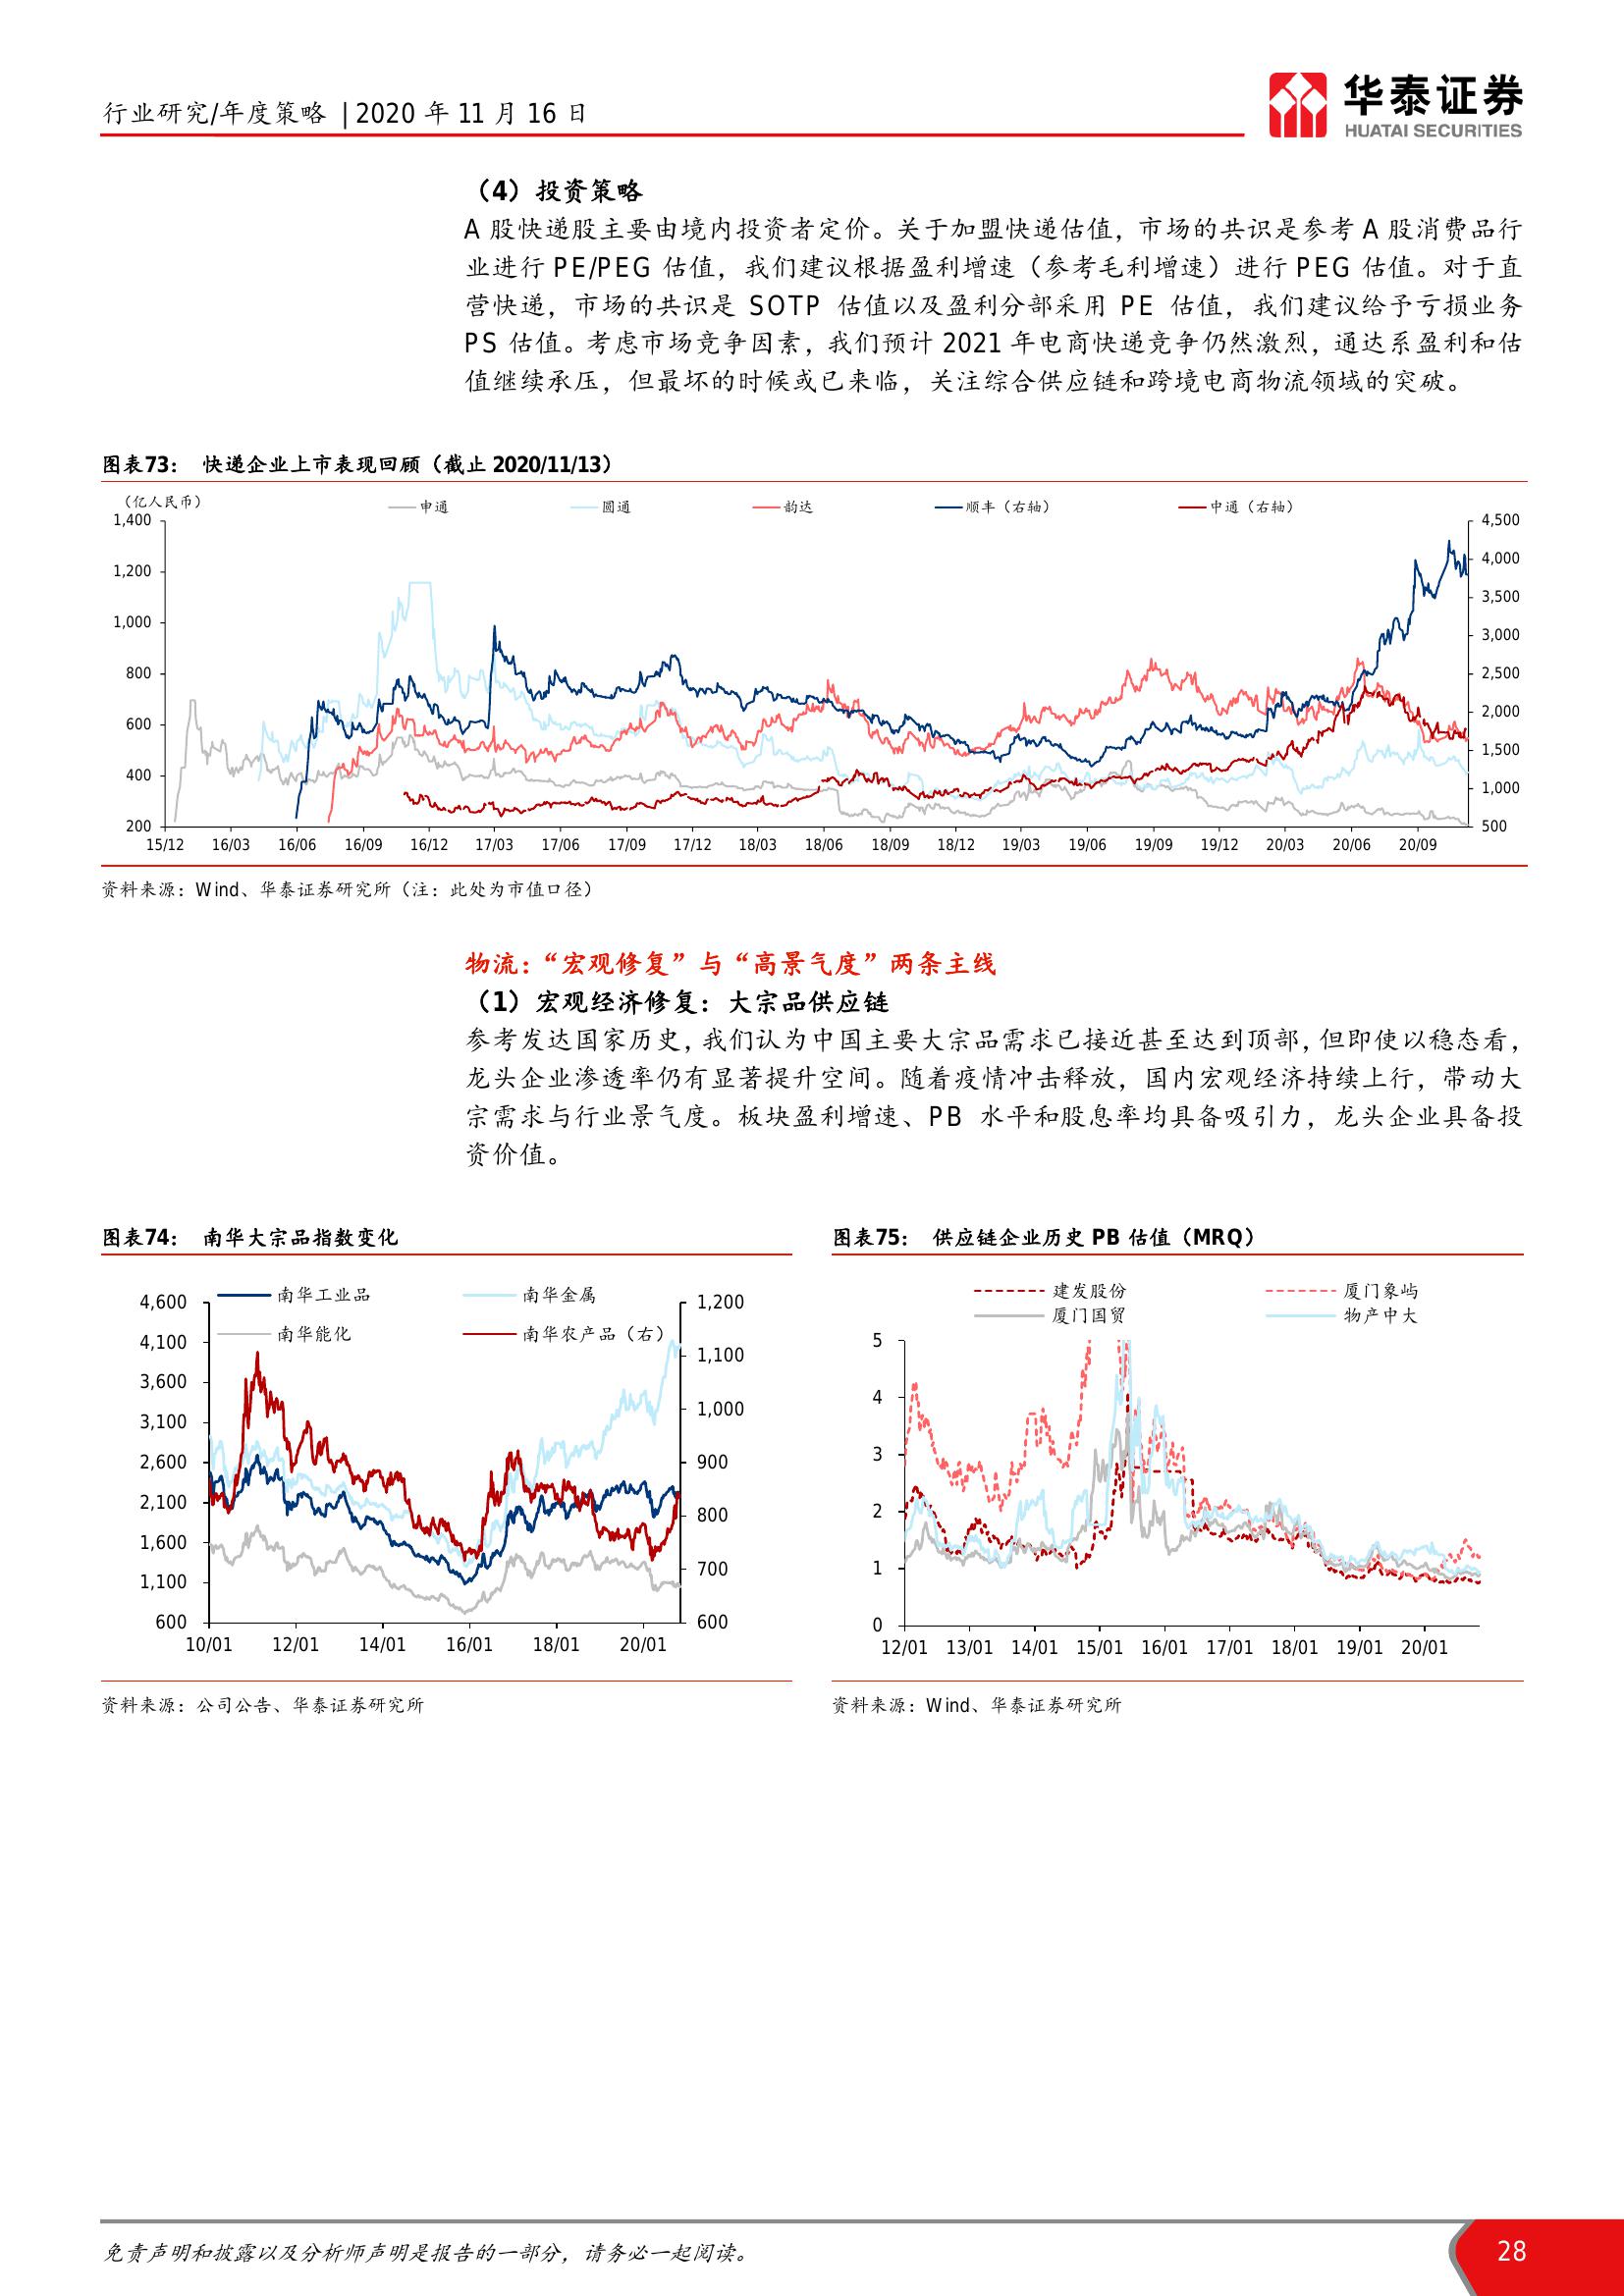 行业研究/年度策略 | 2020 年 11 月 16 日
华泰证券
HUATAI SECURITIES
（4）投资策略
A 股快递股主要由境内投资者定价。关于加盟快递估值，市场的共识是参考 A 股消费品行
业进行 PE/PEG 估值，我们建议根据盈利增速（参考毛利增速）进行 PEG 估值。对于直
营快递，市场的共识是 SOTP 估值以及盈利分部采用 PE 估值，我们建议给予亏损业务
PS 估值。考虑市场竞争因素，我们预计 2021 年电商快递竞争仍然激烈，通达系盈利和估
值继续承压，但最坏的时候或已来临，关注综合供应链和跨境电商物流领域的突破。
图表73： 快递企业上市表现回顾（截止 2020/11/13）
（亿人民币）
申通 圆通 韵达 顺丰（右轴） 中通（右轴）
1,400 4,500
1,200 4,000
1,000 3,500
800 3,000
600 2,500
400 2,000
200 1,500
1,000
500
15/12 16/03 16/06 16/09 16/12 17/03 17/06 17/09 17/12 18/03 18/06 18/09 18/12 19/03 19/06 19/09 19/12 20/03 20/06 20/09
资料来源：Wind、华泰证券研究所（注：此处为市值口径）
物流：“宏观修复”与“高景气度”两条主线
（1）宏观经济修复：大宗品供应链
参考发达国家历史，我们认为中国主要大宗品需求已接近甚至达到顶部，但即使以稳态看，
龙头企业渗透率仍有显著提升空间。随着疫情冲击释放，国内宏观经济持续上行，带动大
宗需求与行业景气度。板块盈利增速、PB 水平和股息率均具备吸引力，龙头企业具备投
资价值。
图表74： 南华大宗品指数变化
南华工业品 南华金属
南华能化 南华农产品（右）
4,600 1,200
4,100 1,100
3,600 1,000
3,100 900
2,600 800
2,100 700
1,600 600
1,100
600
10/01 12/01 14/01 16/01 18/01 20/01
资料来源：公司公告、华泰证券研究所
图表75： 供应链企业历史 PB 估值（MRQ）
建发股份 厦门象屿
厦门国贸 物产中大
5
4
3
2
1
0
12/01 13/01 14/01 15/01 16/01 17/01 18/01 19/01 20/01
资料来源：Wind、华泰证券研究所
免责声明和披露以及分析师声明是报告的一部分，请务必一起阅读。
28